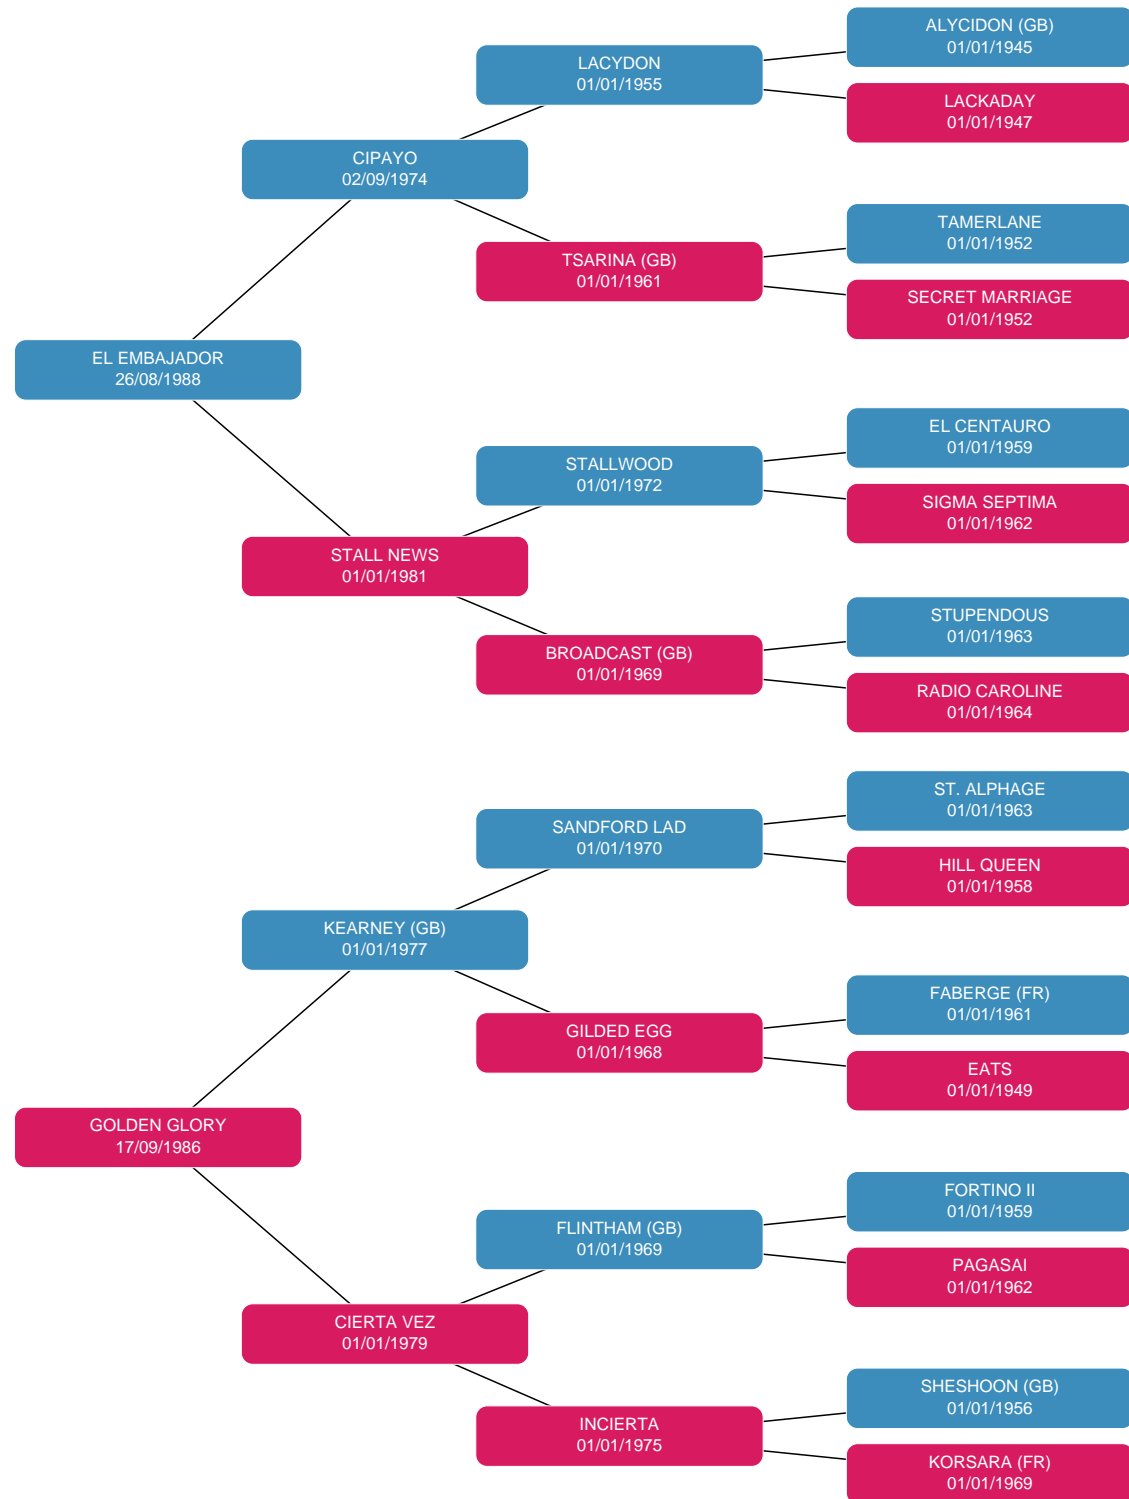 ALYCIDON (GB)
01/01/1945
LACYDON
01/01/1955
LACKADAY
01/01/1947
CIPAYO
02/09/1974
TAMERLANE
01/01/1952
TSARINA (GB)
01/01/1961
SECRET MARRIAGE
01/01/1952
EL EMBAJADOR
26/08/1988
EL CENTAURO
01/01/1959
STALLWOOD
01/01/1972
SIGMA SEPTIMA
01/01/1962
STALL NEWS
01/01/1981
STUPENDOUS
01/01/1963
BROADCAST (GB)
01/01/1969
RADIO CAROLINE
01/01/1964
ST. ALPHAGE
01/01/1963
SANDFORD LAD
01/01/1970
HILL QUEEN
01/01/1958
KEARNEY (GB)
01/01/1977
FABERGE (FR)
01/01/1961
GILDED EGG
01/01/1968
EATS
01/01/1949
GOLDEN GLORY
17/09/1986
FORTINO II
01/01/1959
FLINTHAM (GB)
01/01/1969
PAGASAI
01/01/1962
CIERTA VEZ
01/01/1979
SHESHOON (GB)
01/01/1956
INCIERTA
01/01/1975
KORSARA (FR)
01/01/1969